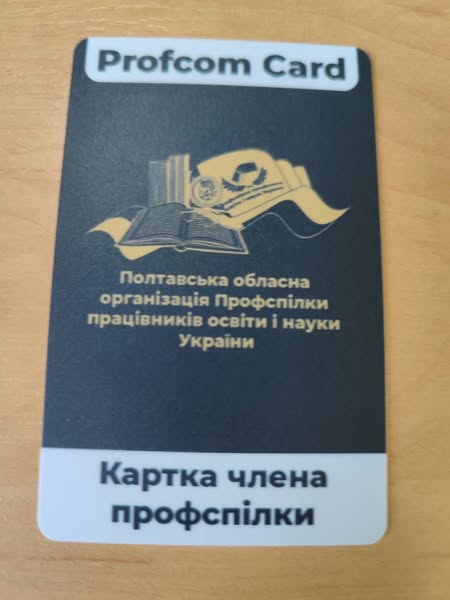 Profcom Card
Полтавська обласна
організація Профспілки
працівників освіти і науки
України
Картка члена
профспілки